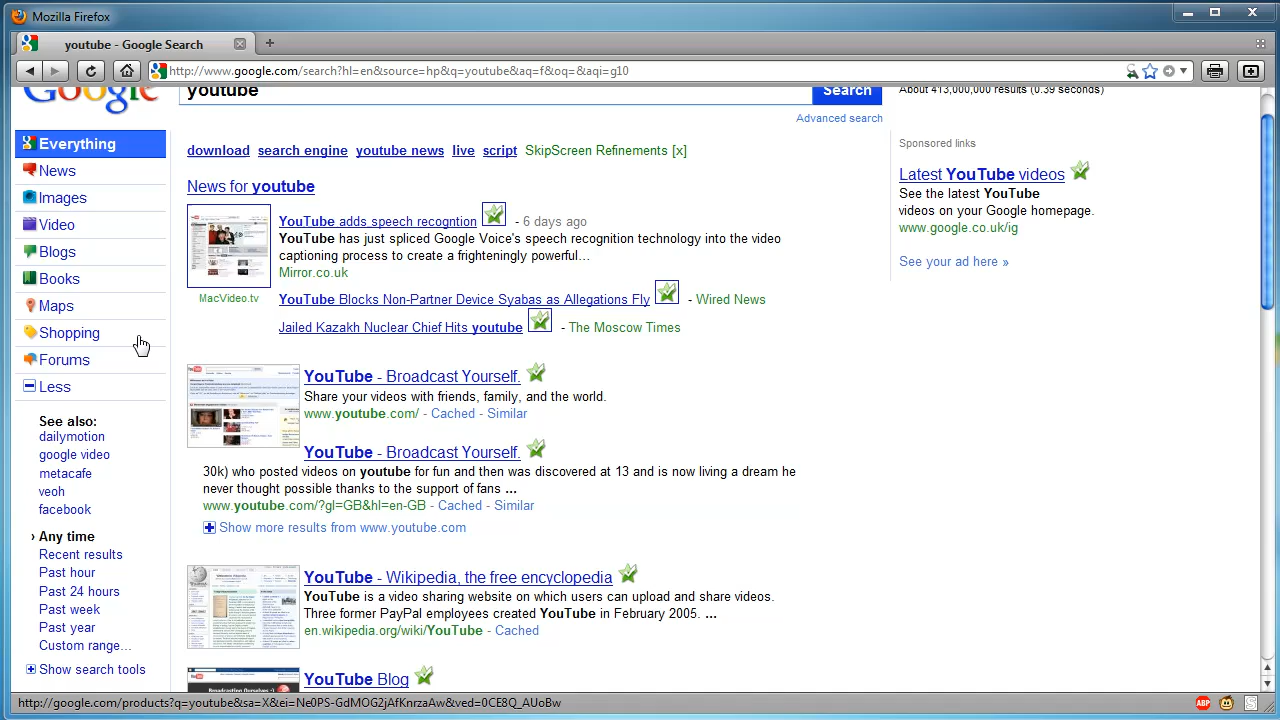 Mozilla Firefox
youtube - Google Search
http://www.google.com/search?hl=en&source=hp&q=youtube&aq=f&oq=&aqi=g10
Google
youtube
Search
About 413,000,000 results (0.39 seconds)
Advanced search
Everything
News
Images
Video
Blogs
Books
Maps
Shopping
Forums
Less
See also:
dailymotion
google video
metacafe
veoh
facebook
Any time
Recent results
Past hour
Past 24 hours
Past week
Past year
Custom range...
Show search tools
download search engine youtube news live script SkipScreen Refinements [x]
News for youtube
YouTube adds speech recognition - 6 days ago
YouTube has just spliced Google Voice's speech recognition technology into the video
captioning process to create a potentially powerful ...
Mirror.co.uk
MacVideo.tv
YouTube Blocks Non-Partner Device Syabas as Allegations Fly - Wired News
Jailed Kazakh Nuclear Chief Hits youtube - The Moscow Times
YouTube - Broadcast Yourself.
Share your videos with friends, family, and the world.
www.youtube.com/ - Cached - Similar
YouTube - Broadcast Yourself.
30k) who posted videos on youtube for fun and then was discovered at 13 and is now living a dream he
never thought possible thanks to the support of fans ...
www.youtube.com/?gl=GB&hl=en-GB - Cached - Similar
Show more results from www.youtube.com
YouTube - Wikipedia, the free encyclopedia
YouTube is a video sharing website on which users can upload and share videos.
Three former PayPal employees created YouTube in
en.wikipedia.org/wiki/YouTube - Cached - Similar
YouTube Blog
Sponsored links
Latest YouTube videos
See the latest YouTube
videos on your Google homepage.
www.google.co.uk/ig
See your ad here »
ABP